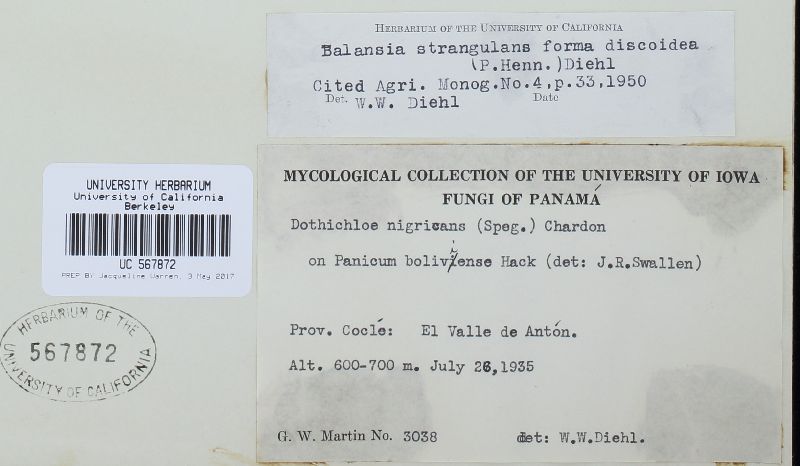 HERBARIUM OF THE UNIVERSITY OF CALIFORNIA
Balansia strangulans forma discoidea
(P.Henn.)Diehl
Cited Agri. Monog.No.4,p.33,1950
Det. W.W. Diehl Date
MYCOLOGICAL COLLECTION OF THE UNIVERSITY OF IOWA
FUNGI OF PANAMÁ
Dothichloe nigricans (Speg.) Chardon
on Panicum boliviense Hack (det: J.R.Swallen)
Prov. Coclé: El Valle de Antón.
Alt. 600-700 m. July 26,1935
G. W. Martin No. 3038 det: W.W.Diehl.
UNIVERSITY HERBARIUM
University of California
Berkeley
UC 567872
PREP BY Jacqueline Warren, 3 May 2017
HERBARIUM OF THE
567872
UNIVERSITY OF CALIFORNIA